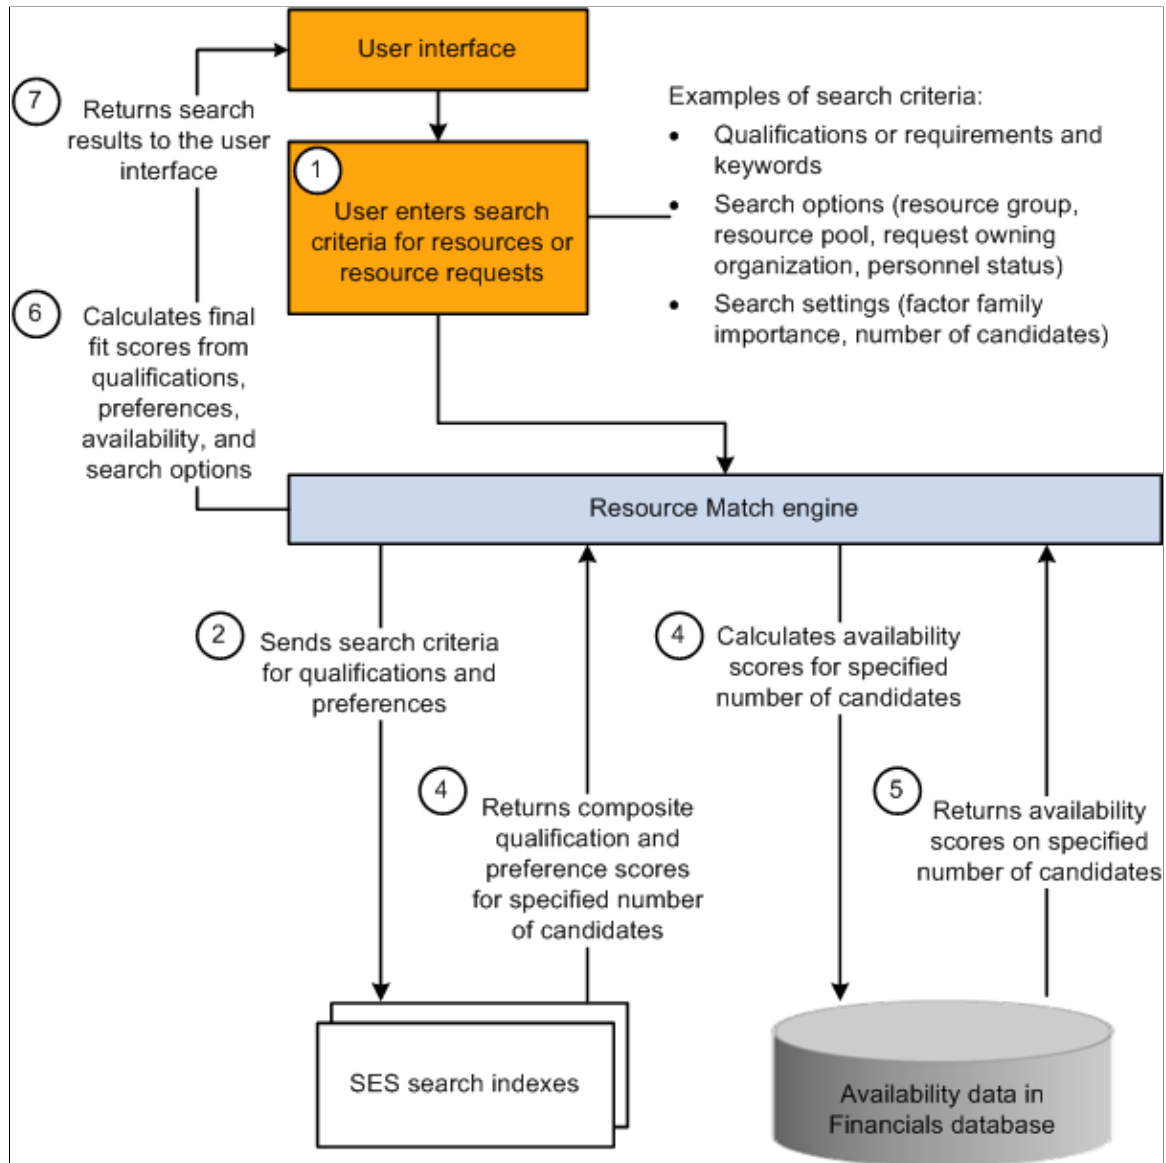 User interface
7
Returns search
results to the user
interface
Examples of search criteria:
• Qualifications or requirements and
keywords
• Search options (resource group,
resource pool, request owning
organization, personnel status)
• Search settings (factor family
importance, number of candidates)
1
User enters search
criteria for resources or
resource requests
6
Calculates final
fit scores from
qualifications,
preferences,
availability, and
search options
Resource Match engine
2
Sends search criteria
for qualifications and
preferences
4
Returns composite
qualification and
preference scores
for specified number
of candidates
4
Calculates availability
scores for specified
number of candidates
5
Returns availability
scores on specified
number of candidates
SES search indexes
Availability data in
Financials database